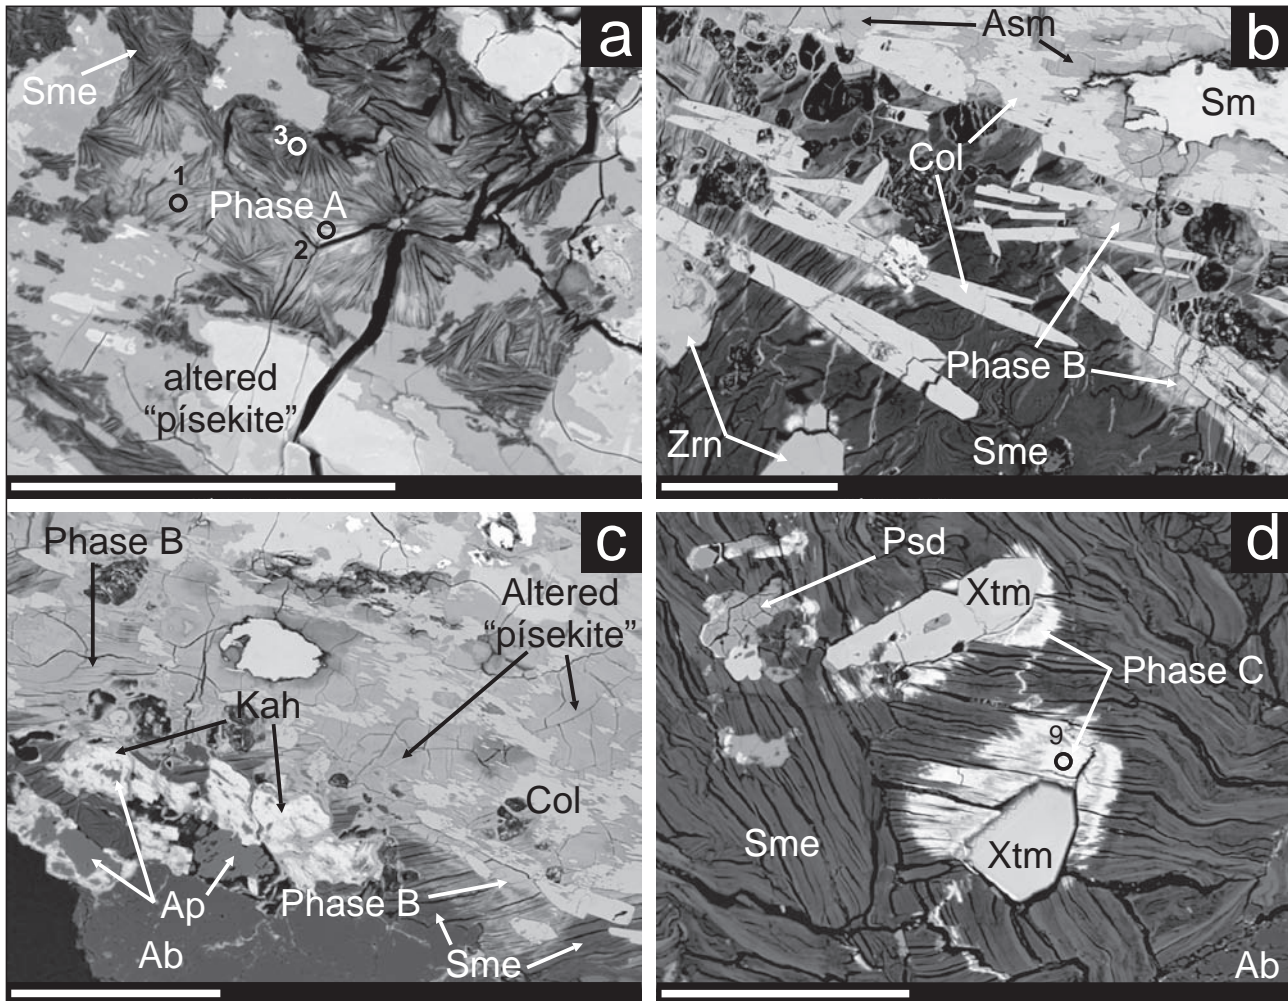 a
Sme
3
1
Phase A
2
altered
“písekite”
b
Asm
Sm
Col
Phase B
Zrn
Sme
c
Phase B
Altered
“písekite”
Kah
Col
Ap
Phase B
Ab
Sme
d
Psd
Xtm
Phase C
9
Sme
Xtm
Ab